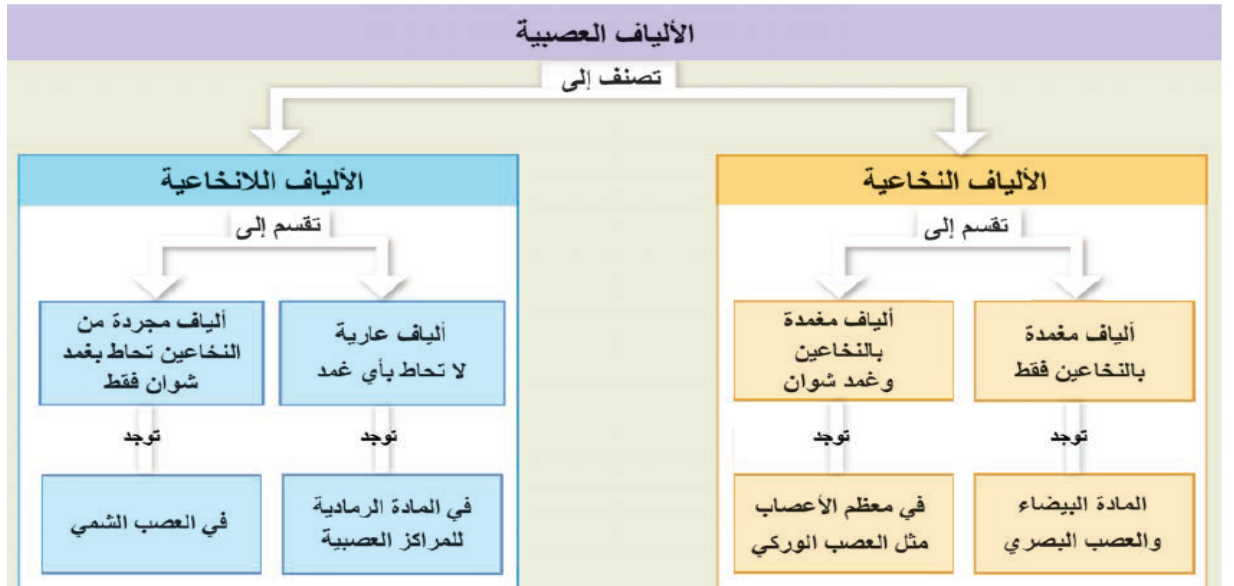 الألياف العصبية
تصنف إلى
الألياف النخاعية
تقسم إلى
ألياف مغمدة
بالنخاعين فقط
توجد
المادة البيضاء
والعصب البصري
ألياف مغمدة
بالنخاعين
وغمد شوان
توجد
في معظم الأعصاب
مثل العصب الوركي
الألياف اللانخاعية
تقسم إلى
ألياف عارية
لا تحاط بأي غمد
توجد
في المادة الرمادية
للمراكز العصبية
ألياف مجردة من
النخاعين تحاط بغمد
شوان فقط
توجد
في العصب الشمي